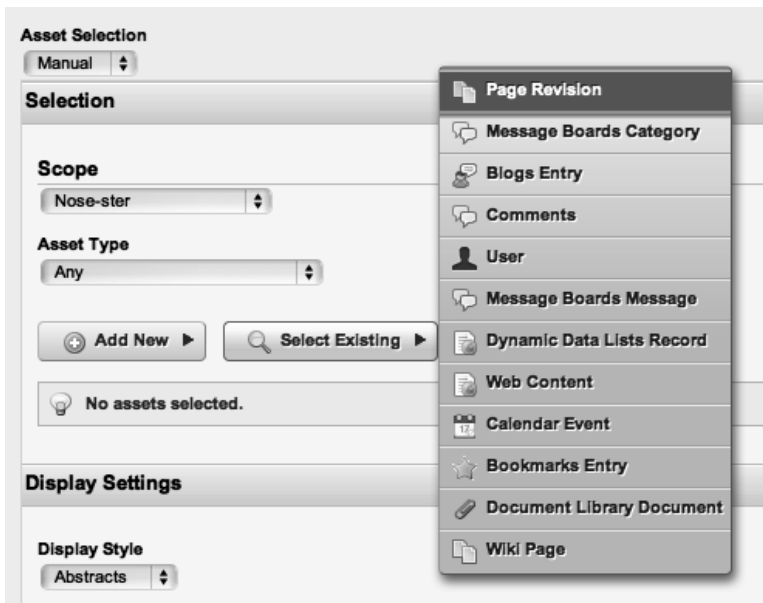 Asset Selection
Manual
Selection
Scope
Nose-ster
Asset Type
Any
Add New
Select Existing
No assets selected.
Display Settings
Display Style
Abstracts
Page Revision
Message Boards Category
Blogs Entry
Comments
User
Message Boards Message
Dynamic Data Lists Record
Web Content
Calendar Event
Bookmarks Entry
Document Library Document
Wiki Page